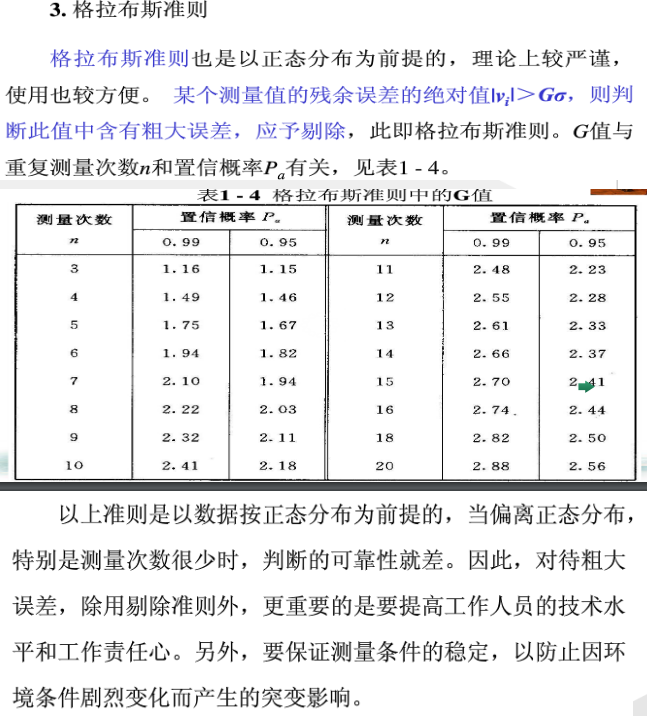 3. 格拉布斯准则
格拉布斯准则也是以正态分布为前提的，理论上较严谨，
使用也较方便。 某个测量值的残余误差的绝对值|vᵢ|＞Gσ，则判
断此值中含有粗大误差，应予剔除，此即格拉布斯准则。G值与
重复测量次数n和置信概率Pₐ有关，见表1 - 4。
表1 - 4 格拉布斯准则中的G值
测量次数 置信概率 Pₐ 测量次数 置信概率 Pₐ
n 0.99 0.95 n 0.99 0.95
3 1.16 1.15 11 2.48 2.23
4 1.49 1.46 12 2.55 2.28
5 1.75 1.67 13 2.61 2.33
6 1.94 1.82 14 2.66 2.37
7 2.10 1.94 15 2.70 2.41
8 2.22 2.03 16 2.74 2.44
9 2.32 2.11 18 2.82 2.50
10 2.41 2.18 20 2.88 2.56
以上准则是以数据按正态分布为前提的，当偏离正态分布，
特别是测量次数很少时，判断的可靠性就差。因此，对待粗大
误差，除用剔除准则外，更重要的是要提高工作人员的技术水
平和工作责任心。另外，要保证测量条件的稳定，以防止因环
境条件剧烈变化而产生的突变影响。